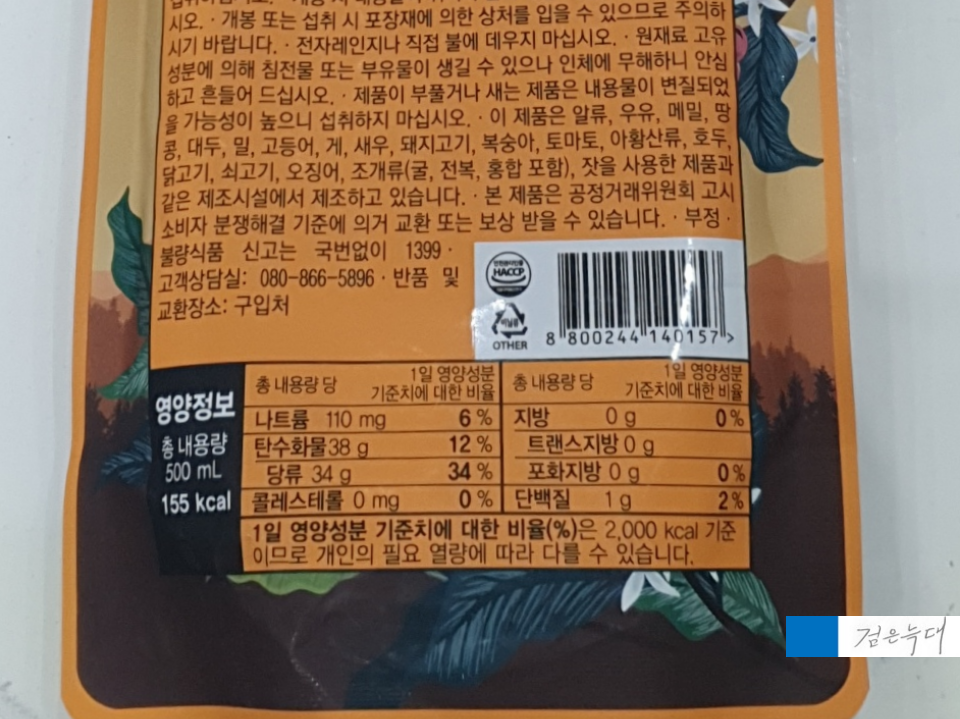 시오. · 개봉 또는 섭취 시 포장재에 의한 상처를 입을 수 있으므로 주의하
시기 바랍니다. · 전자레인지나 직접 불에 데우지 마십시오. · 원재료 고유
성분에 의해 침전물 또는 부유물이 생길 수 있으나 인체에 무해하니 안심
하고 흔들어 드십시오. · 제품이 부풀거나 새는 제품은 내용물이 변질되었
을 가능성이 높으니 섭취하지 마십시오. · 이 제품은 알류, 우유, 메밀, 땅
콩, 대두, 밀, 고등어, 게, 새우, 돼지고기, 복숭아, 토마토, 아황산류, 호두,
닭고기, 쇠고기, 오징어, 조개류(굴, 전복, 홍합 포함), 잣을 사용한 제품과
같은 제조시설에서 제조하고 있습니다. · 본 제품은 공정거래위원회 고시
소비자 분쟁해결 기준에 의거 교환 또는 보상 받을 수 있습니다. · 부정 ·
불량식품 신고는 국번없이 1399 ·
고객상담실: 080-866-5896 · 반품 및
교환장소: 구입처
HACCP
비닐류
OTHER
8 800244 140157 >
영양정보
총 내용량
500 mL
155 kcal
총 내용량 당 1일 영양성분 기준치에 대한 비율
나트륨 110 mg 6 %
탄수화물 38 g 12 %
당류 34 g 34 %
콜레스테롤 0 mg 0 %
총 내용량 당 1일 영양성분 기준치에 대한 비율
지방 0 g 0 %
트랜스지방 0 g
포화지방 0 g 0 %
단백질 1 g 2 %
1일 영양성분 기준치에 대한 비율(%)은 2,000 kcal 기준
이므로 개인의 필요 열량에 따라 다를 수 있습니다.
검은늑대